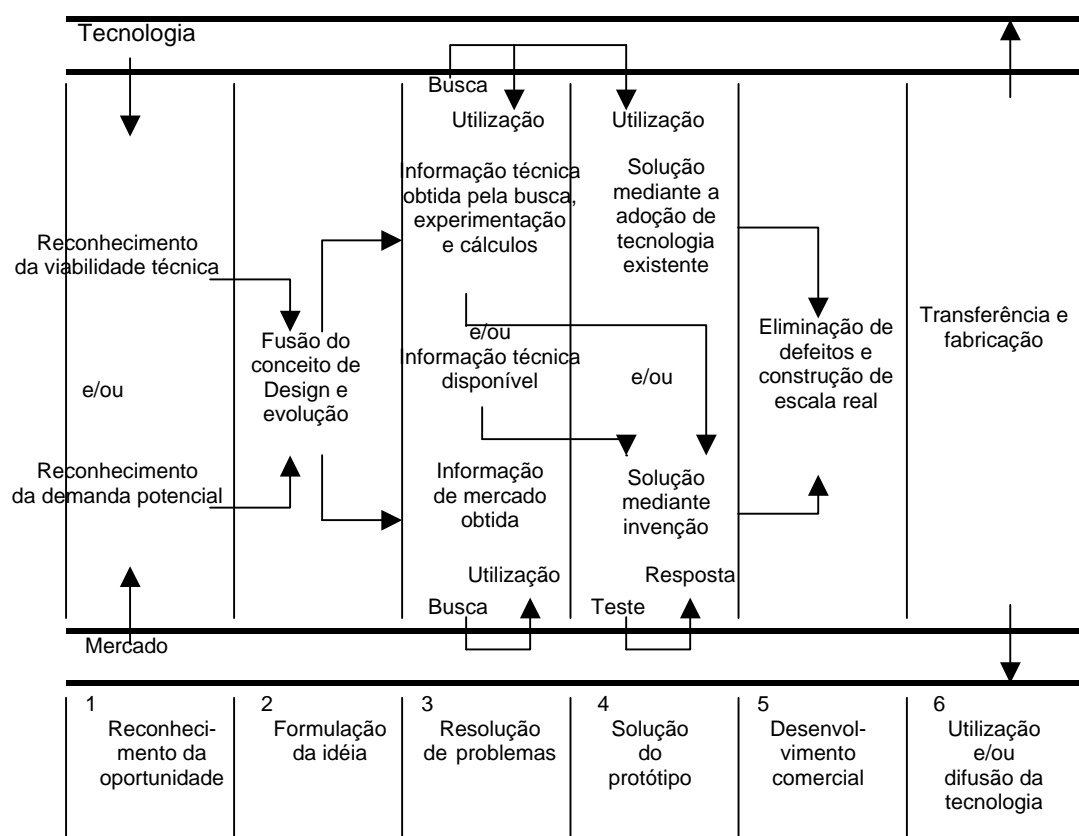 Tecnologia
Busca
Utilização
Utilização
Informação técnica
obtida pela busca,
experimentação
e cálculos
Solução
mediante a
adoção de
tecnologia
existente
Reconhecimento
da viabilidade técnica
e/ou
Reconhecimento
da demanda potencial
Fusão do
conceito de
Design e
evolução
e/ou
Informação técnica
disponível
e/ou
Informação
de mercado
obtida
Solução
mediante
invenção
Eliminação de
defeitos e
construção de
escala real
Transferência e
fabricação
Utilização
Busca
Resposta
Teste
Mercado
1
Reconheci-
mento da
oportunidade
2
Formulação
da idéia
3
Resolução
de problemas
4
Solução
do
protótipo
5
Desenvol-
vimento
comercial
6
Utilização
e/ou
difusão da
tecnologia